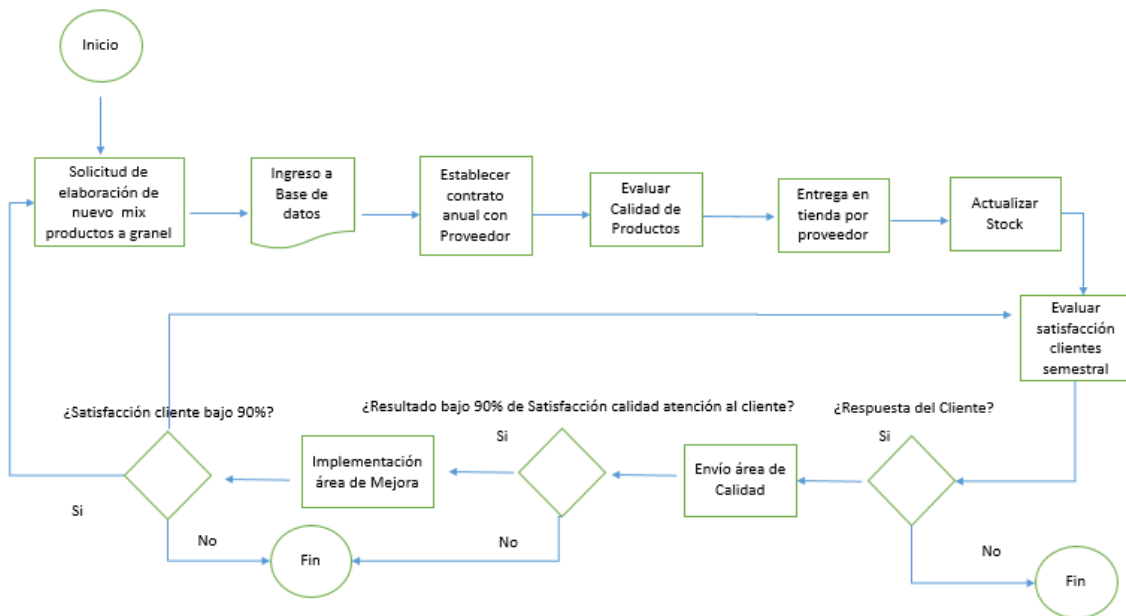 Inicio
Solicitud de
elaboración de
nuevo mix
productos a granel
Ingreso a
Base de
datos
Establecer
contrato
anual con
Proveedor
Evaluar
Calidad de
Productos
Entrega en
tienda por
proveedor
Actualizar
Stock
Evaluar
satisfacción
clientes
semestral
¿Satisfacción cliente bajo 90%?
¿Resultado bajo 90% de Satisfacción calidad atención al cliente?
¿Respuesta del Cliente?
Si
Si
Implementación
área de Mejora
Envío área de
Calidad
Si
No
No
No
Fin
Fin